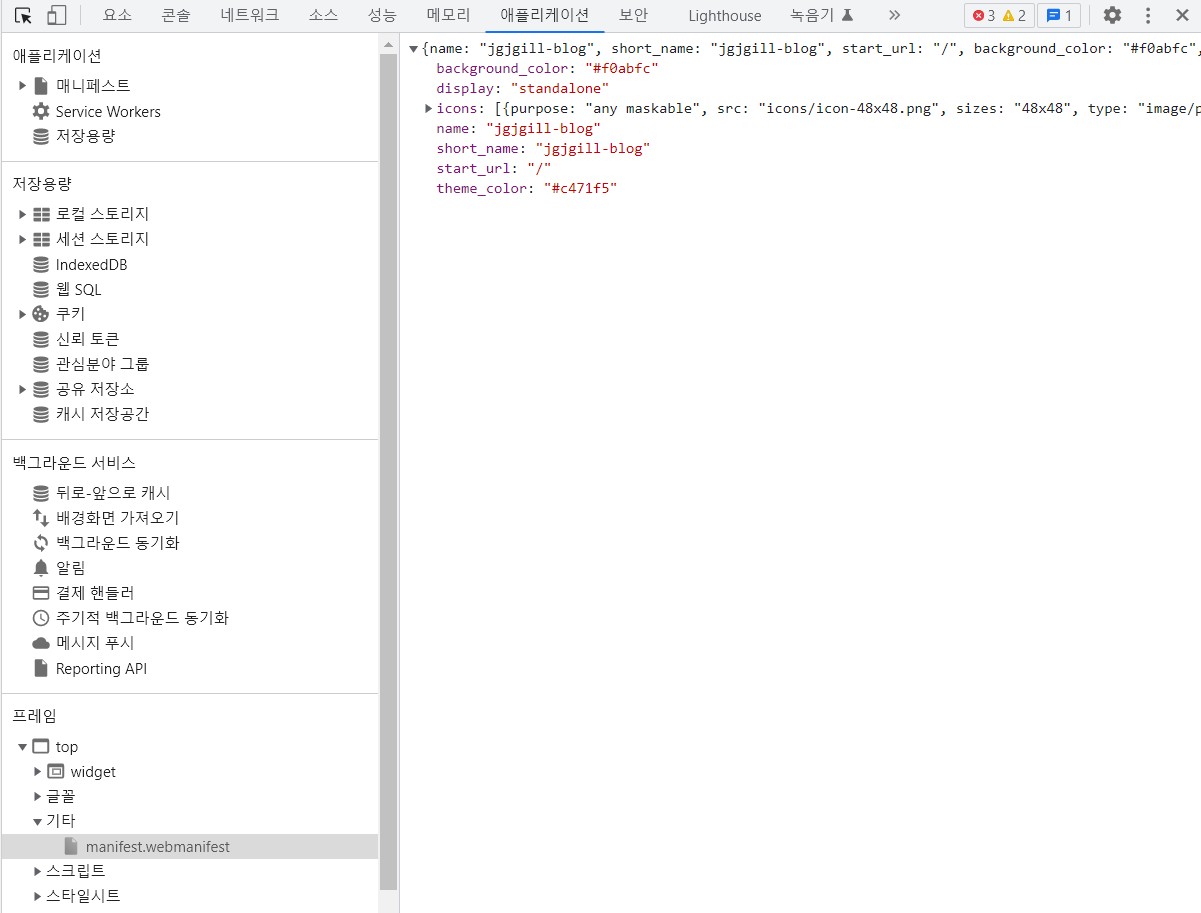 요소 콘솔 네트워크 소스 성능 메모리 애플리케이션 보안 Lighthouse 녹음기 3 2 1
애플리케이션
매니페스트
Service Workers
저장용량
저장용량
로컬 스토리지
세션 스토리지
IndexedDB
웹 SQL
쿠키
신뢰 토큰
관심분야 그룹
공유 저장소
캐시 저장공간
백그라운드 서비스
뒤로-앞으로 캐시
배경화면 가져오기
백그라운드 동기화
알림
결제 핸들러
주기적 백그라운드 동기화
메시지 푸시
Reporting API
프레임
top
widget
글꼴
기타
manifest.webmanifest
스크립트
스타일시트
{name: "jgjgill-blog", short_name: "jgjgill-blog", start_url: "/", background_color: "#f0abfc",
background_color: "#f0abfc"
display: "standalone"
icons: [{purpose: "any maskable", src: "icons/icon-48x48.png", sizes: "48x48", type: "image/p
name: "jgjgill-blog"
short_name: "jgjgill-blog"
start_url: "/"
theme_color: "#c471f5"